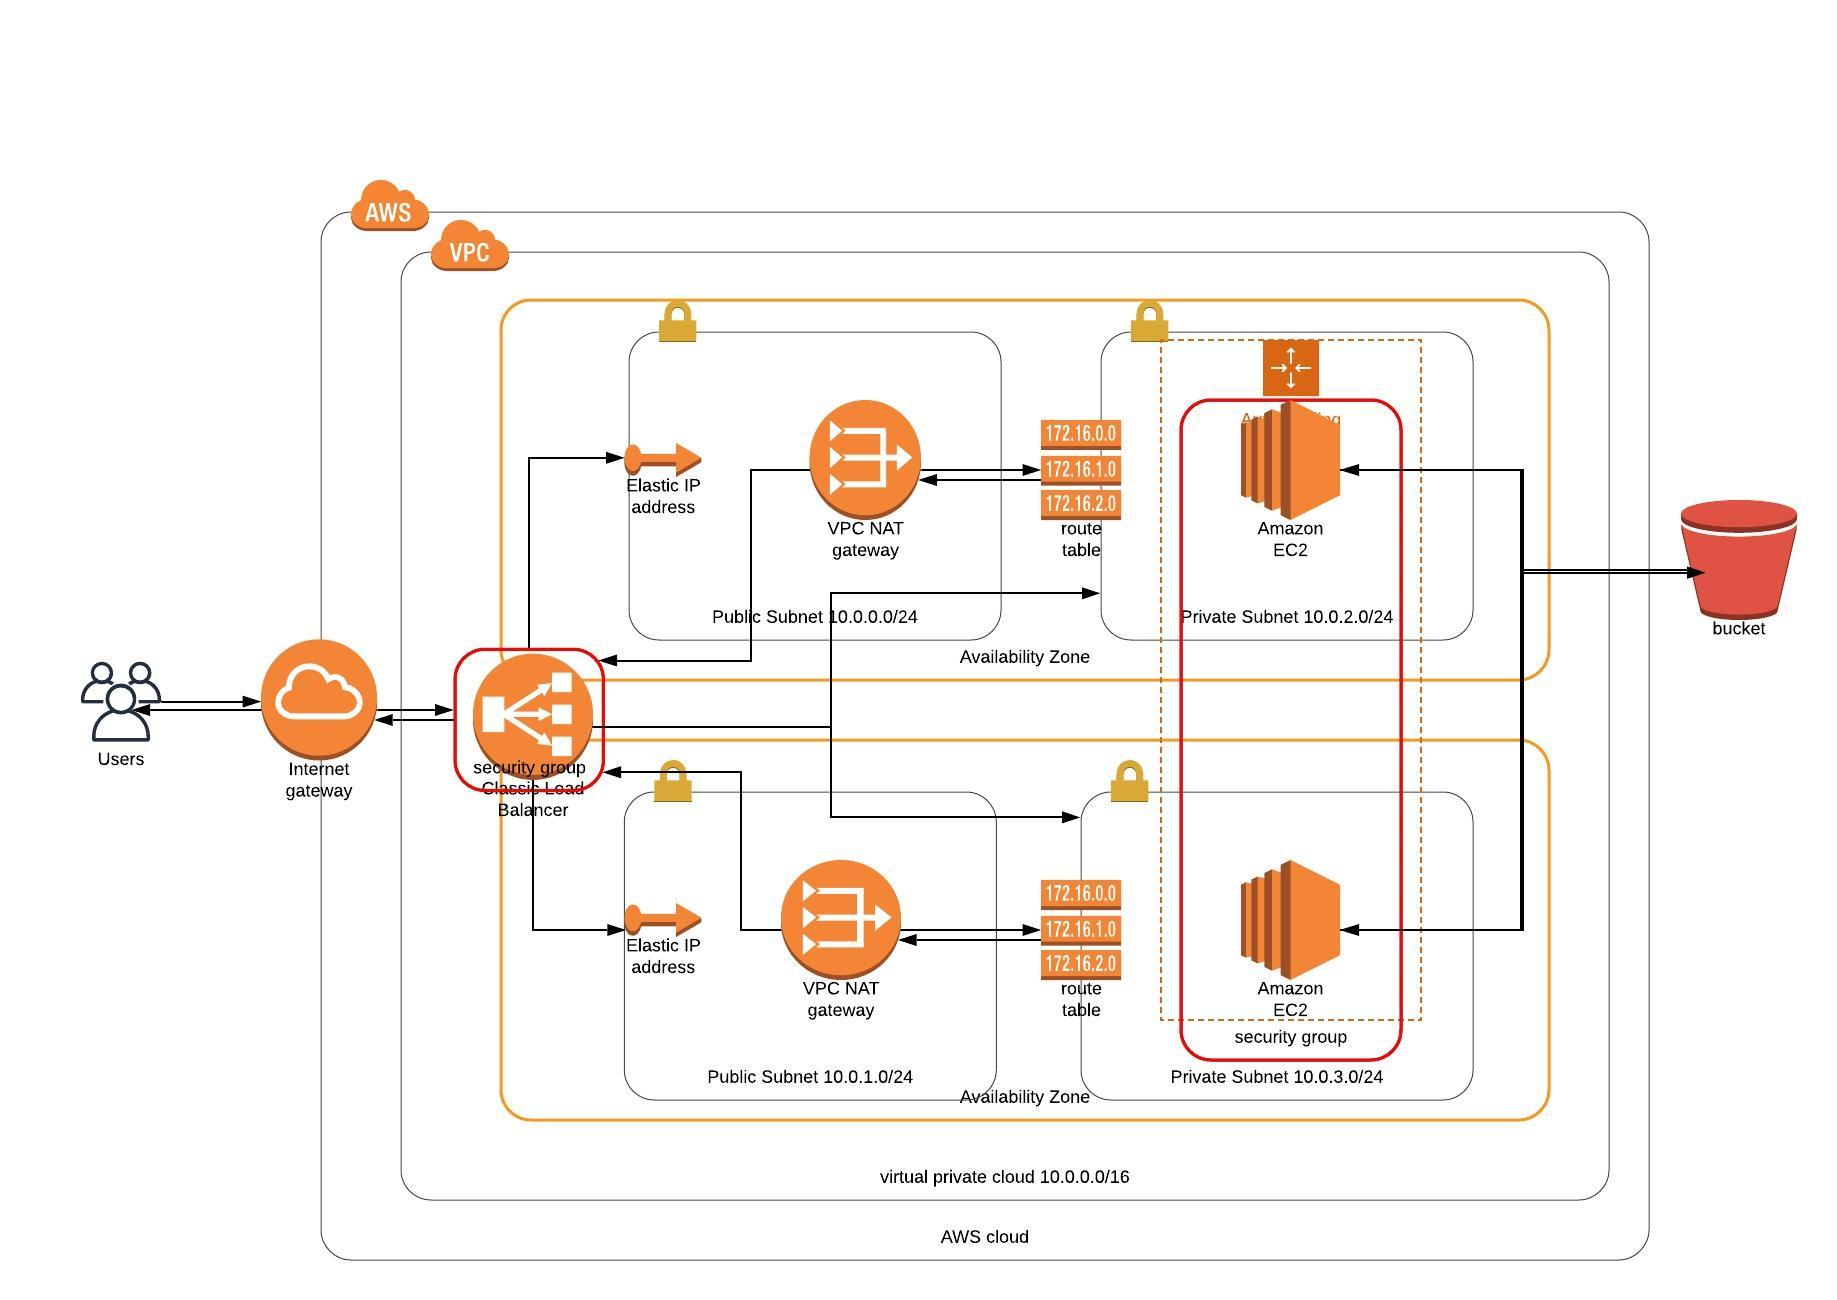 AWS
VPC
172.16.0.0
172.16.1.0
172.16.2.0
Elastic IP
address
VPC NAT
gateway
route
table
Amazon
EC2
Public Subnet 10.0.0.0/24
Private Subnet 10.0.2.0/24
Availability Zone
bucket
Users
Internet
gateway
security group
Classic Load
Balancer
172.16.0.0
172.16.1.0
172.16.2.0
Elastic IP
address
VPC NAT
gateway
route
table
Amazon
EC2
security group
Public Subnet 10.0.1.0/24
Private Subnet 10.0.3.0/24
Availability Zone
virtual private cloud 10.0.0.0/16
AWS cloud